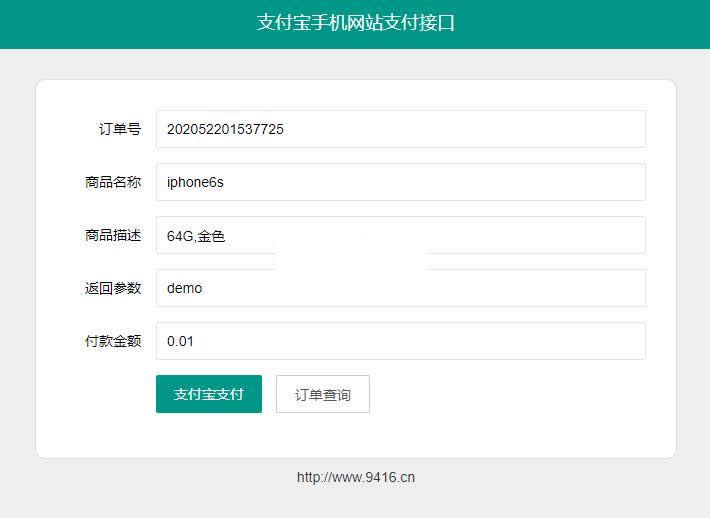 支付宝手机网站支付接口
订单号 202052201537725
商品名称 iphone6s
商品描述 64G,金色
返回参数 demo
付款金额 0.01
支付宝支付 订单查询
http://www.9416.cn